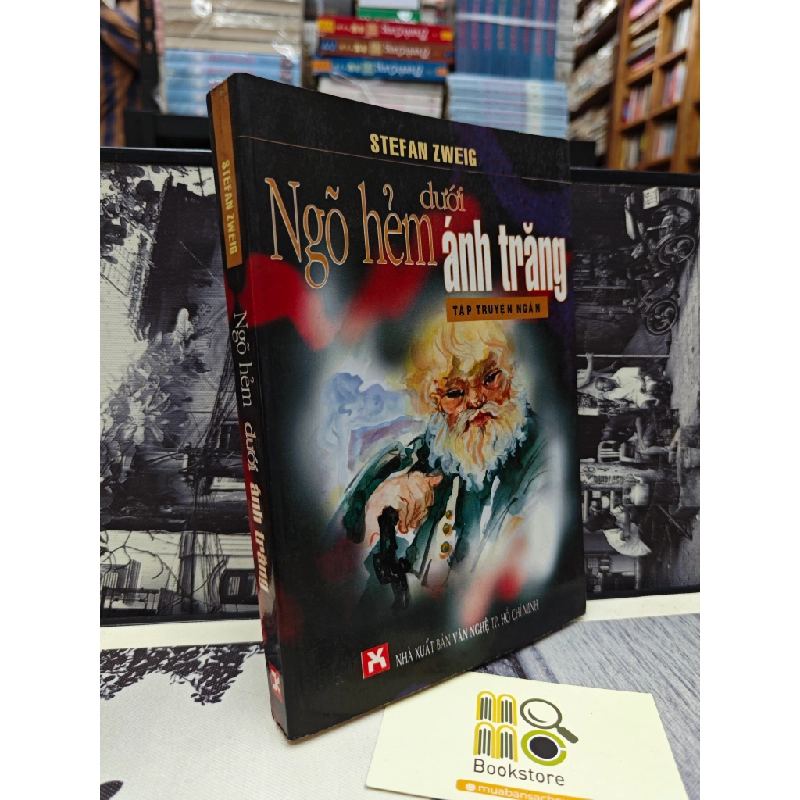 STEFAN ZWEIG
Ngõ hẻm
dưới
ánh trăng
TẬP TRUYỆN NGẮN
NHÀ XUẤT BẢN VĂN NGHỆ TP. HỒ CHÍ MINH
STEFAN ZWEIG
Ngõ hẻm dưới ánh trăng
MOMO
Bookstore